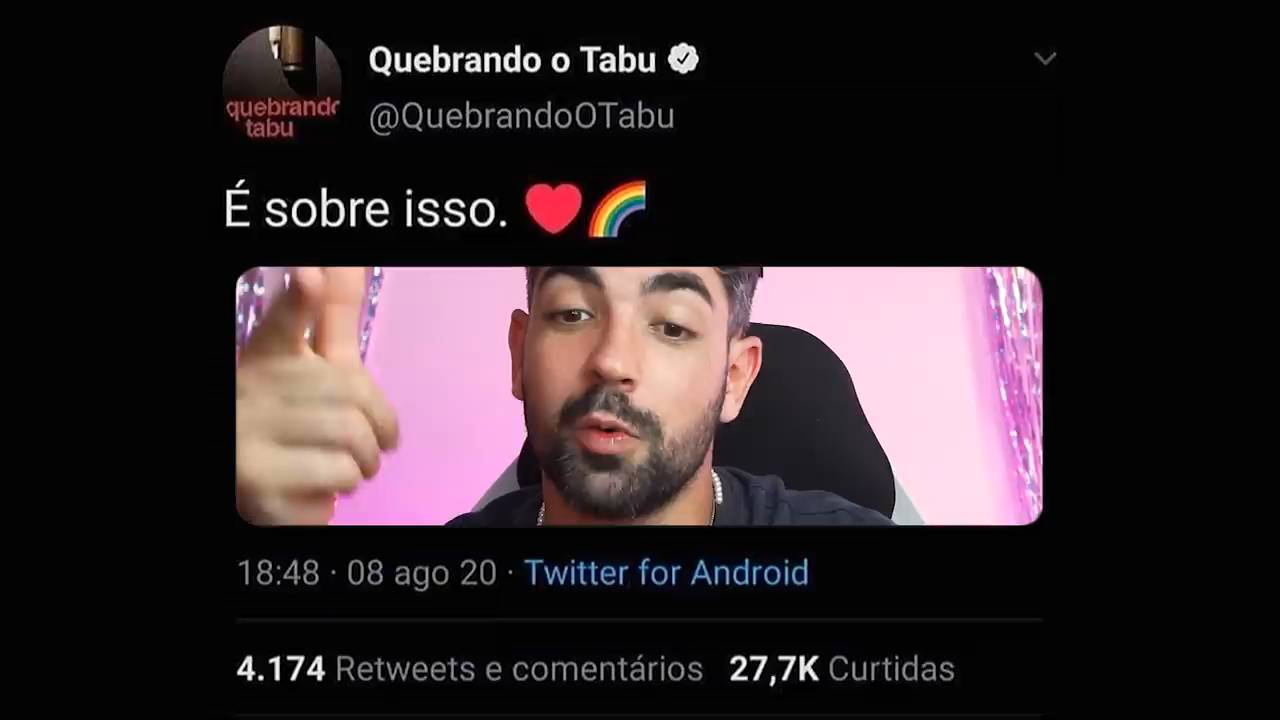 quebrando
tabu
Quebrando o Tabu
@QuebrandoOTabu
É sobre isso. ❤️🌈
18:48 · 08 ago 20 · Twitter for Android
4.174 Retweets e comentários 27,7K Curtidas